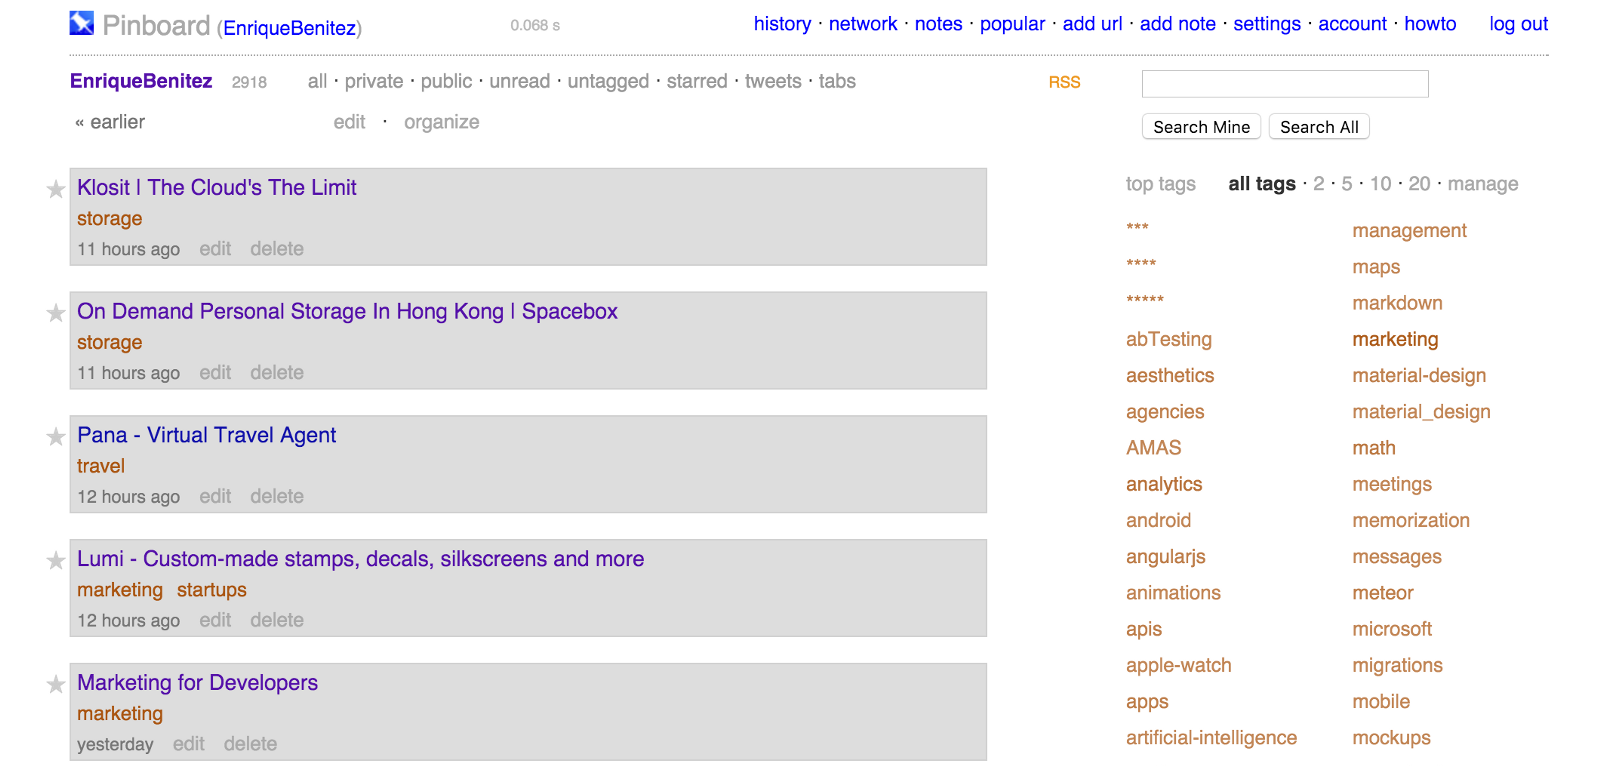 Pinboard (EnriqueBenitez) 0.068 s history · network · notes · popular · add url · add note · settings · account · howto log out
EnriqueBenitez 2918 all · private · public · unread · untagged · starred · tweets · tabs RSS
« earlier edit · organize
Search Mine Search All
Klosit | The Cloud's The Limit
storage
11 hours ago edit delete
On Demand Personal Storage In Hong Kong | Spacebox
storage
11 hours ago edit delete
Pana - Virtual Travel Agent
travel
12 hours ago edit delete
Lumi - Custom-made stamps, decals, silkscreens and more
marketing startups
12 hours ago edit delete
Marketing for Developers
marketing
yesterday edit delete
top tags all tags · 2 · 5 · 10 · 20 · manage
***
****
*****
abTesting
aesthetics
agencies
AMAS
analytics
android
angularjs
animations
apis
apple-watch
apps
artificial-intelligence
management
maps
markdown
marketing
material-design
material_design
math
meetings
memorization
messages
meteor
microsoft
migrations
mobile
mockups